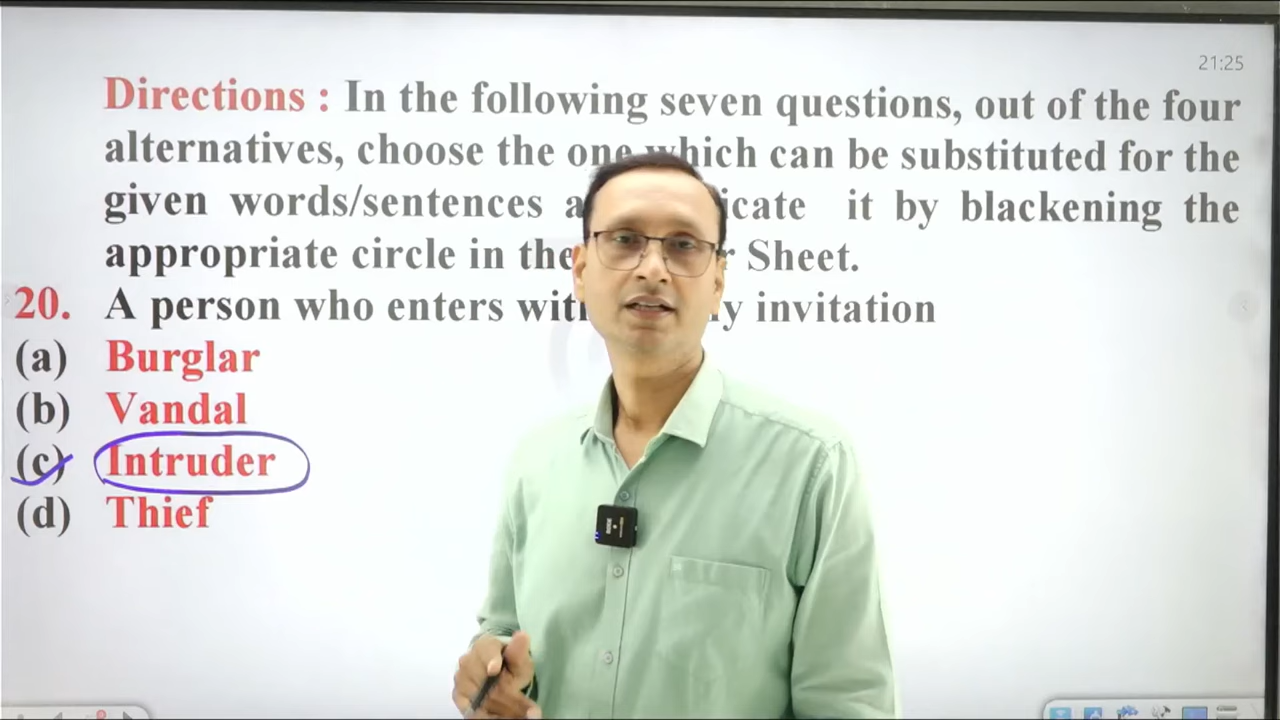 21:25
Directions : In the following seven questions, out of the four
alternatives, choose the one which can be substituted for the
given words/sentences it by blackening the
appropriate circle in the Sheet.
20. A person who enters invitation
(a) Burglar
(b) Vandal
(c) Intruder
(d) Thief
RODE